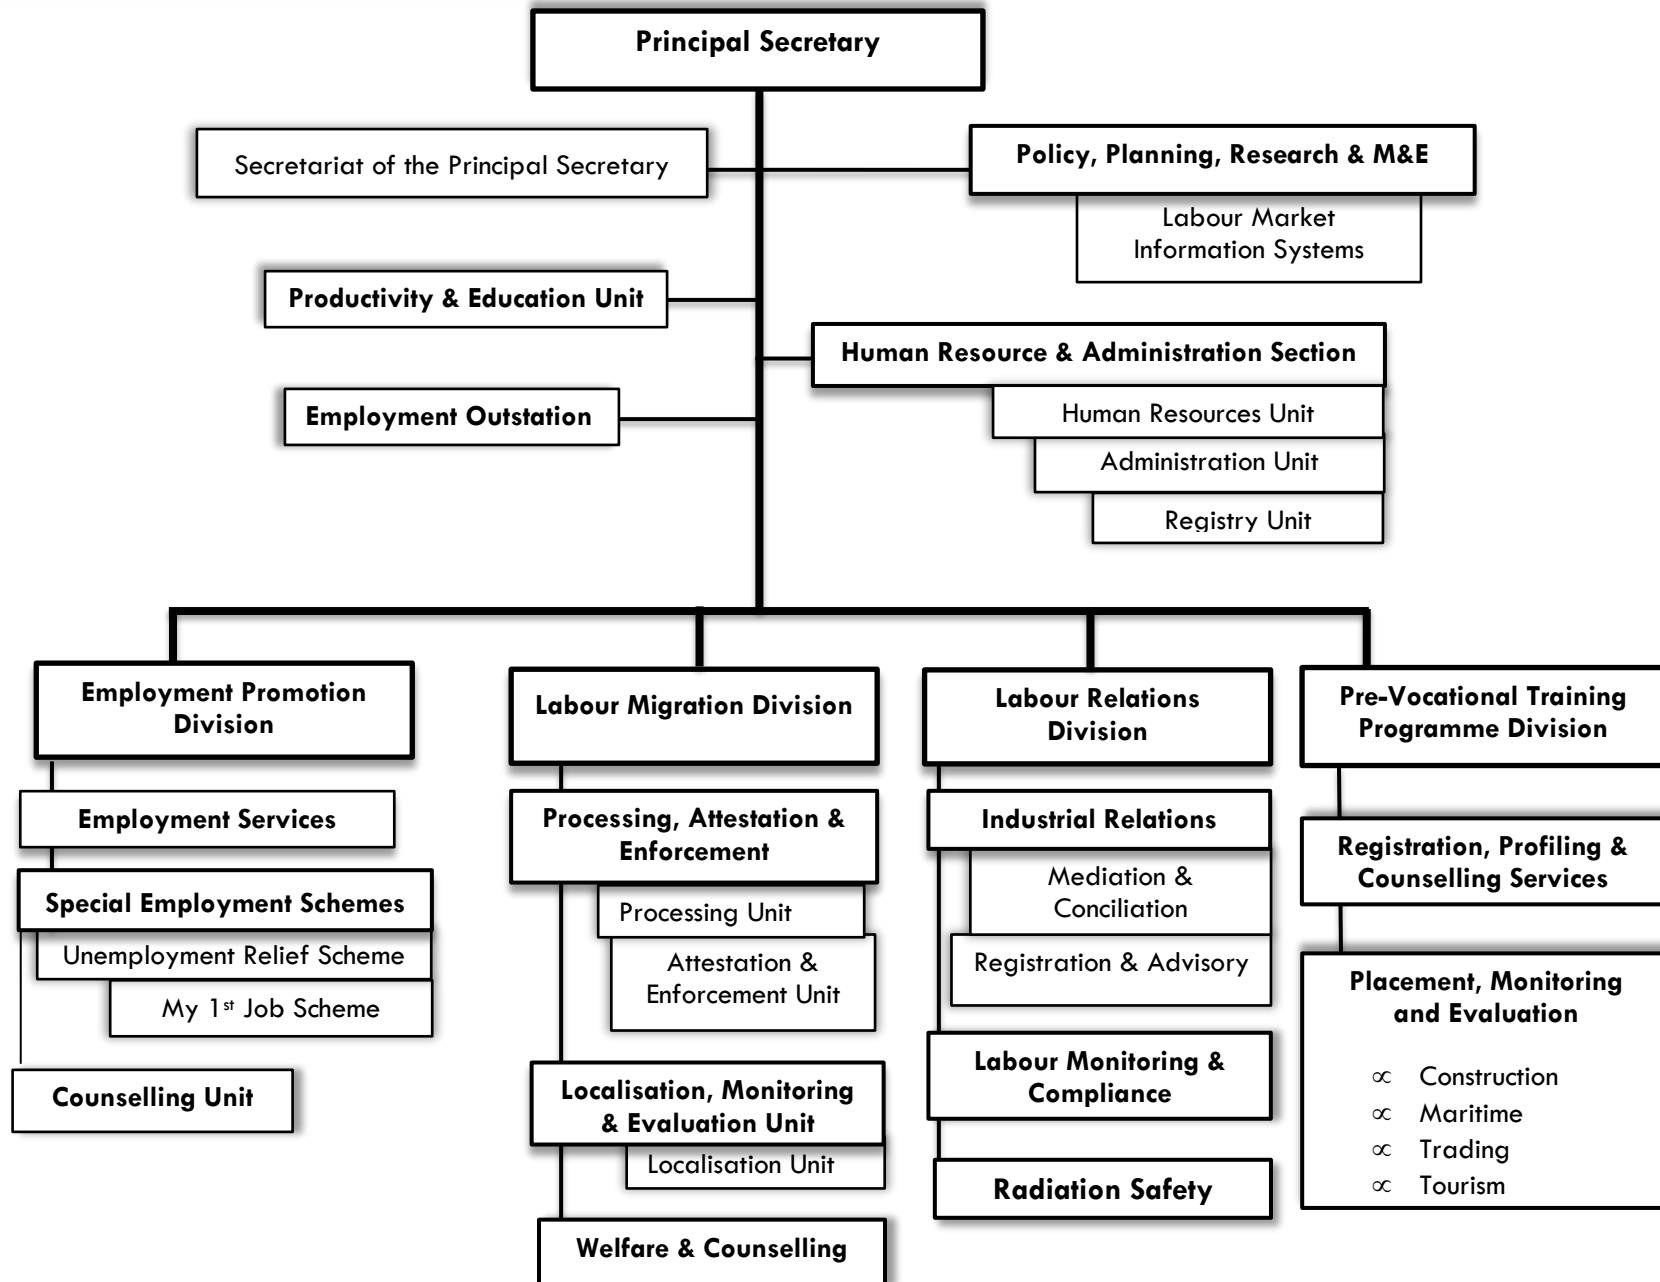 Principal Secretary
Secretariat of the Principal Secretary
Policy, Planning, Research & M&E
Labour Market
Information Systems
Productivity & Education Unit
Human Resource & Administration Section
Human Resources Unit
Employment Outstation
Administration Unit
Registry Unit
Employment Promotion
Division
Employment Services
Special Employment Schemes
Unemployment Relief Scheme
My 1st Job Scheme
Counselling Unit
Labour Migration Division
Processing, Attestation &
Enforcement
Processing Unit
Attestation &
Enforcement Unit
Localisation, Monitoring
& Evaluation Unit
Localisation Unit
Welfare & Counselling
Labour Relations
Division
Industrial Relations
Mediation &
Conciliation
Registration & Advisory
Labour Monitoring &
Compliance
Radiation Safety
Pre-Vocational Training
Programme Division
Registration, Profiling &
Counselling Services
Placement, Monitoring
and Evaluation
∝ Construction
∝ Maritime
∝ Trading
∝ Tourism